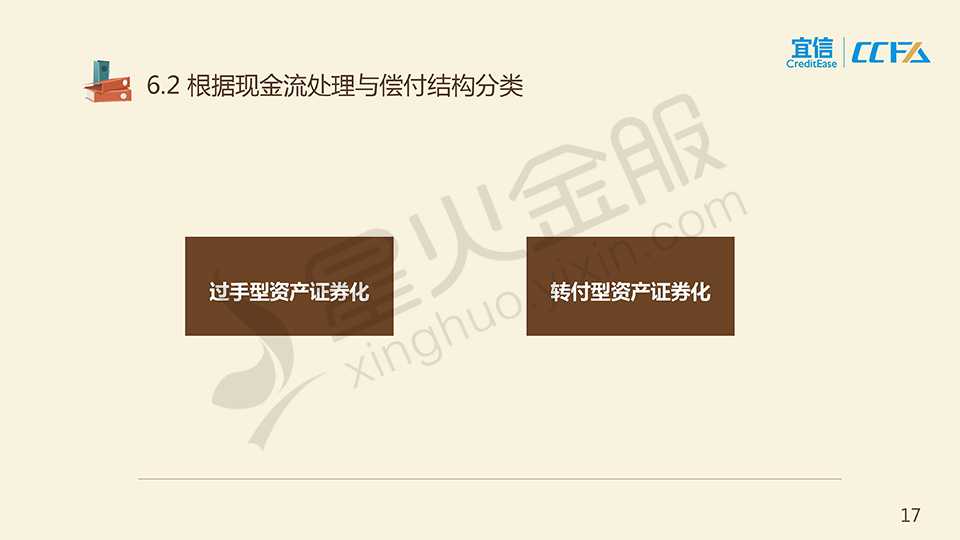 宜信
CreditEase
CCFA
6.2 根据现金流处理与偿付结构分类
星火金服
xinghuo.yixin.com
过手型资产证券化
转付型资产证券化
17